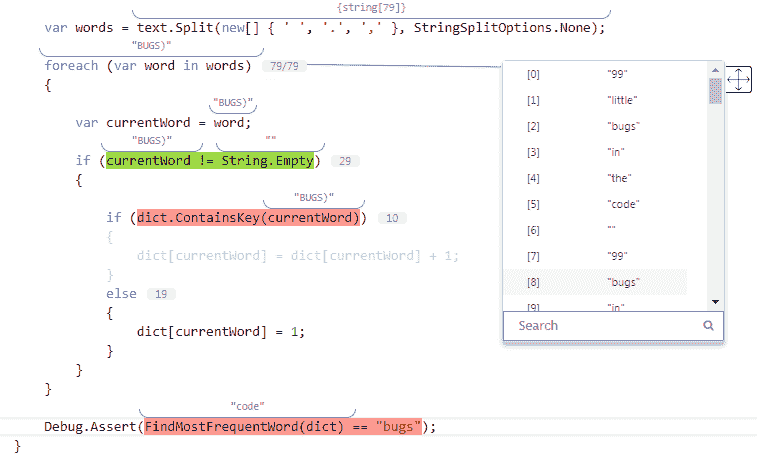 {string[79]}
var words = text.Split(new[] { ' ', '.', ',' }, StringSplitOptions.None);
"BUGS)"
foreach (var word in words) 79/79
{
"BUGS)"
var currentWord = word;
"BUGS)" ""
if (currentWord != String.Empty) 29
{
"BUGS)"
if (dict.ContainsKey(currentWord)) 10
{
dict[currentWord] = dict[currentWord] + 1;
}
else 19
{
dict[currentWord] = 1;
}
}
}
"code"
Debug.Assert(FindMostFrequentWord(dict) == "bugs");
}
[0] "99"
[1] "little"
[2] "bugs"
[3] "in"
[4] "the"
[5] "code"
[6] ""
[7] "99"
[8] "bugs"
[9] "in"
Search